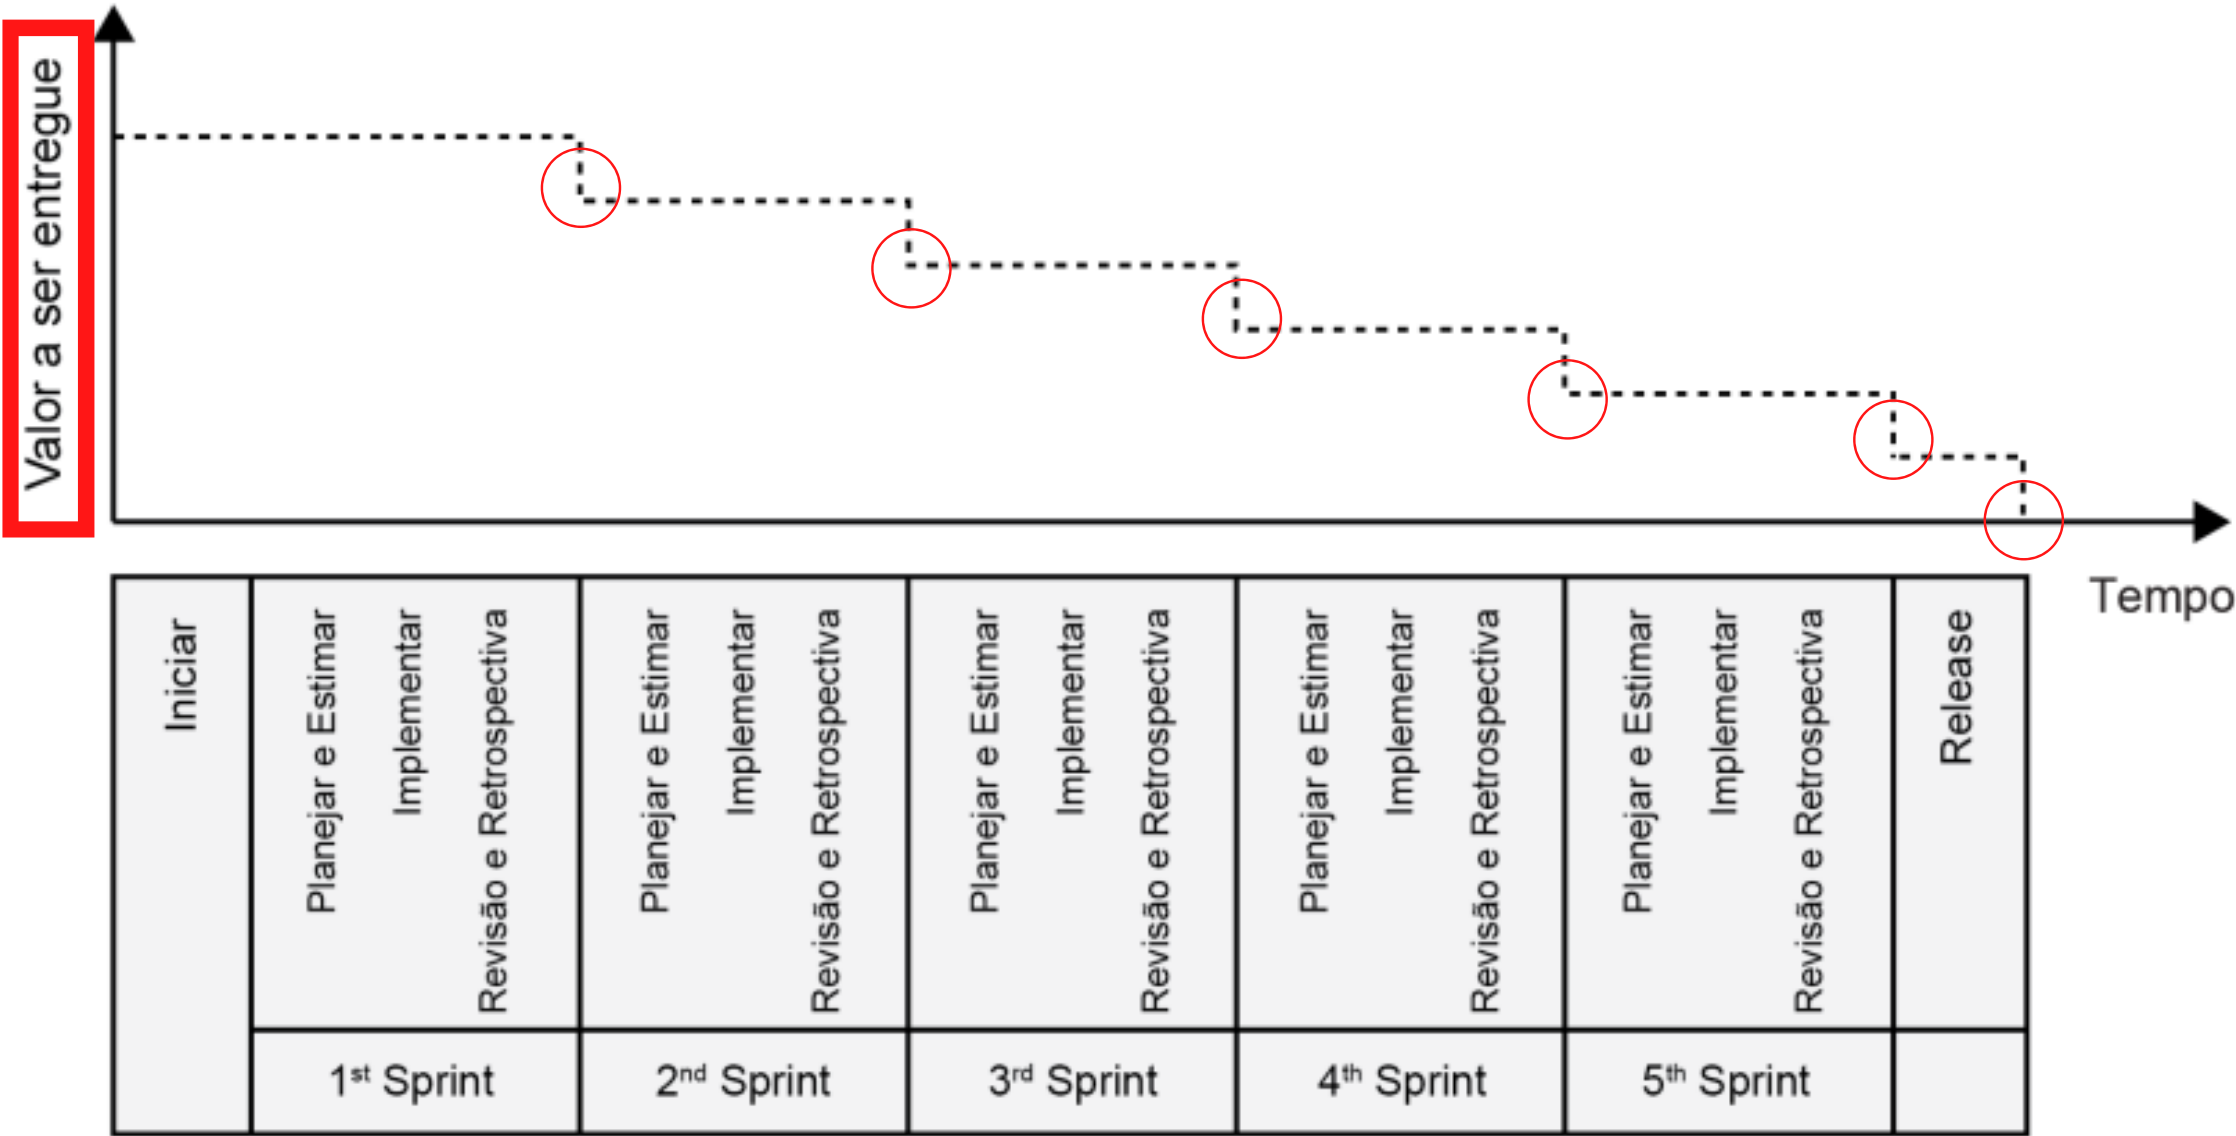 Valor a ser entregue
Tempo
Iniciar
Planejar e Estimar
Implementar
Revisão e Retrospectiva
Planejar e Estimar
Implementar
Revisão e Retrospectiva
Planejar e Estimar
Implementar
Revisão e Retrospectiva
Planejar e Estimar
Implementar
Revisão e Retrospectiva
Planejar e Estimar
Implementar
Revisão e Retrospectiva
Release
1st Sprint
2nd Sprint
3rd Sprint
4th Sprint
5th Sprint